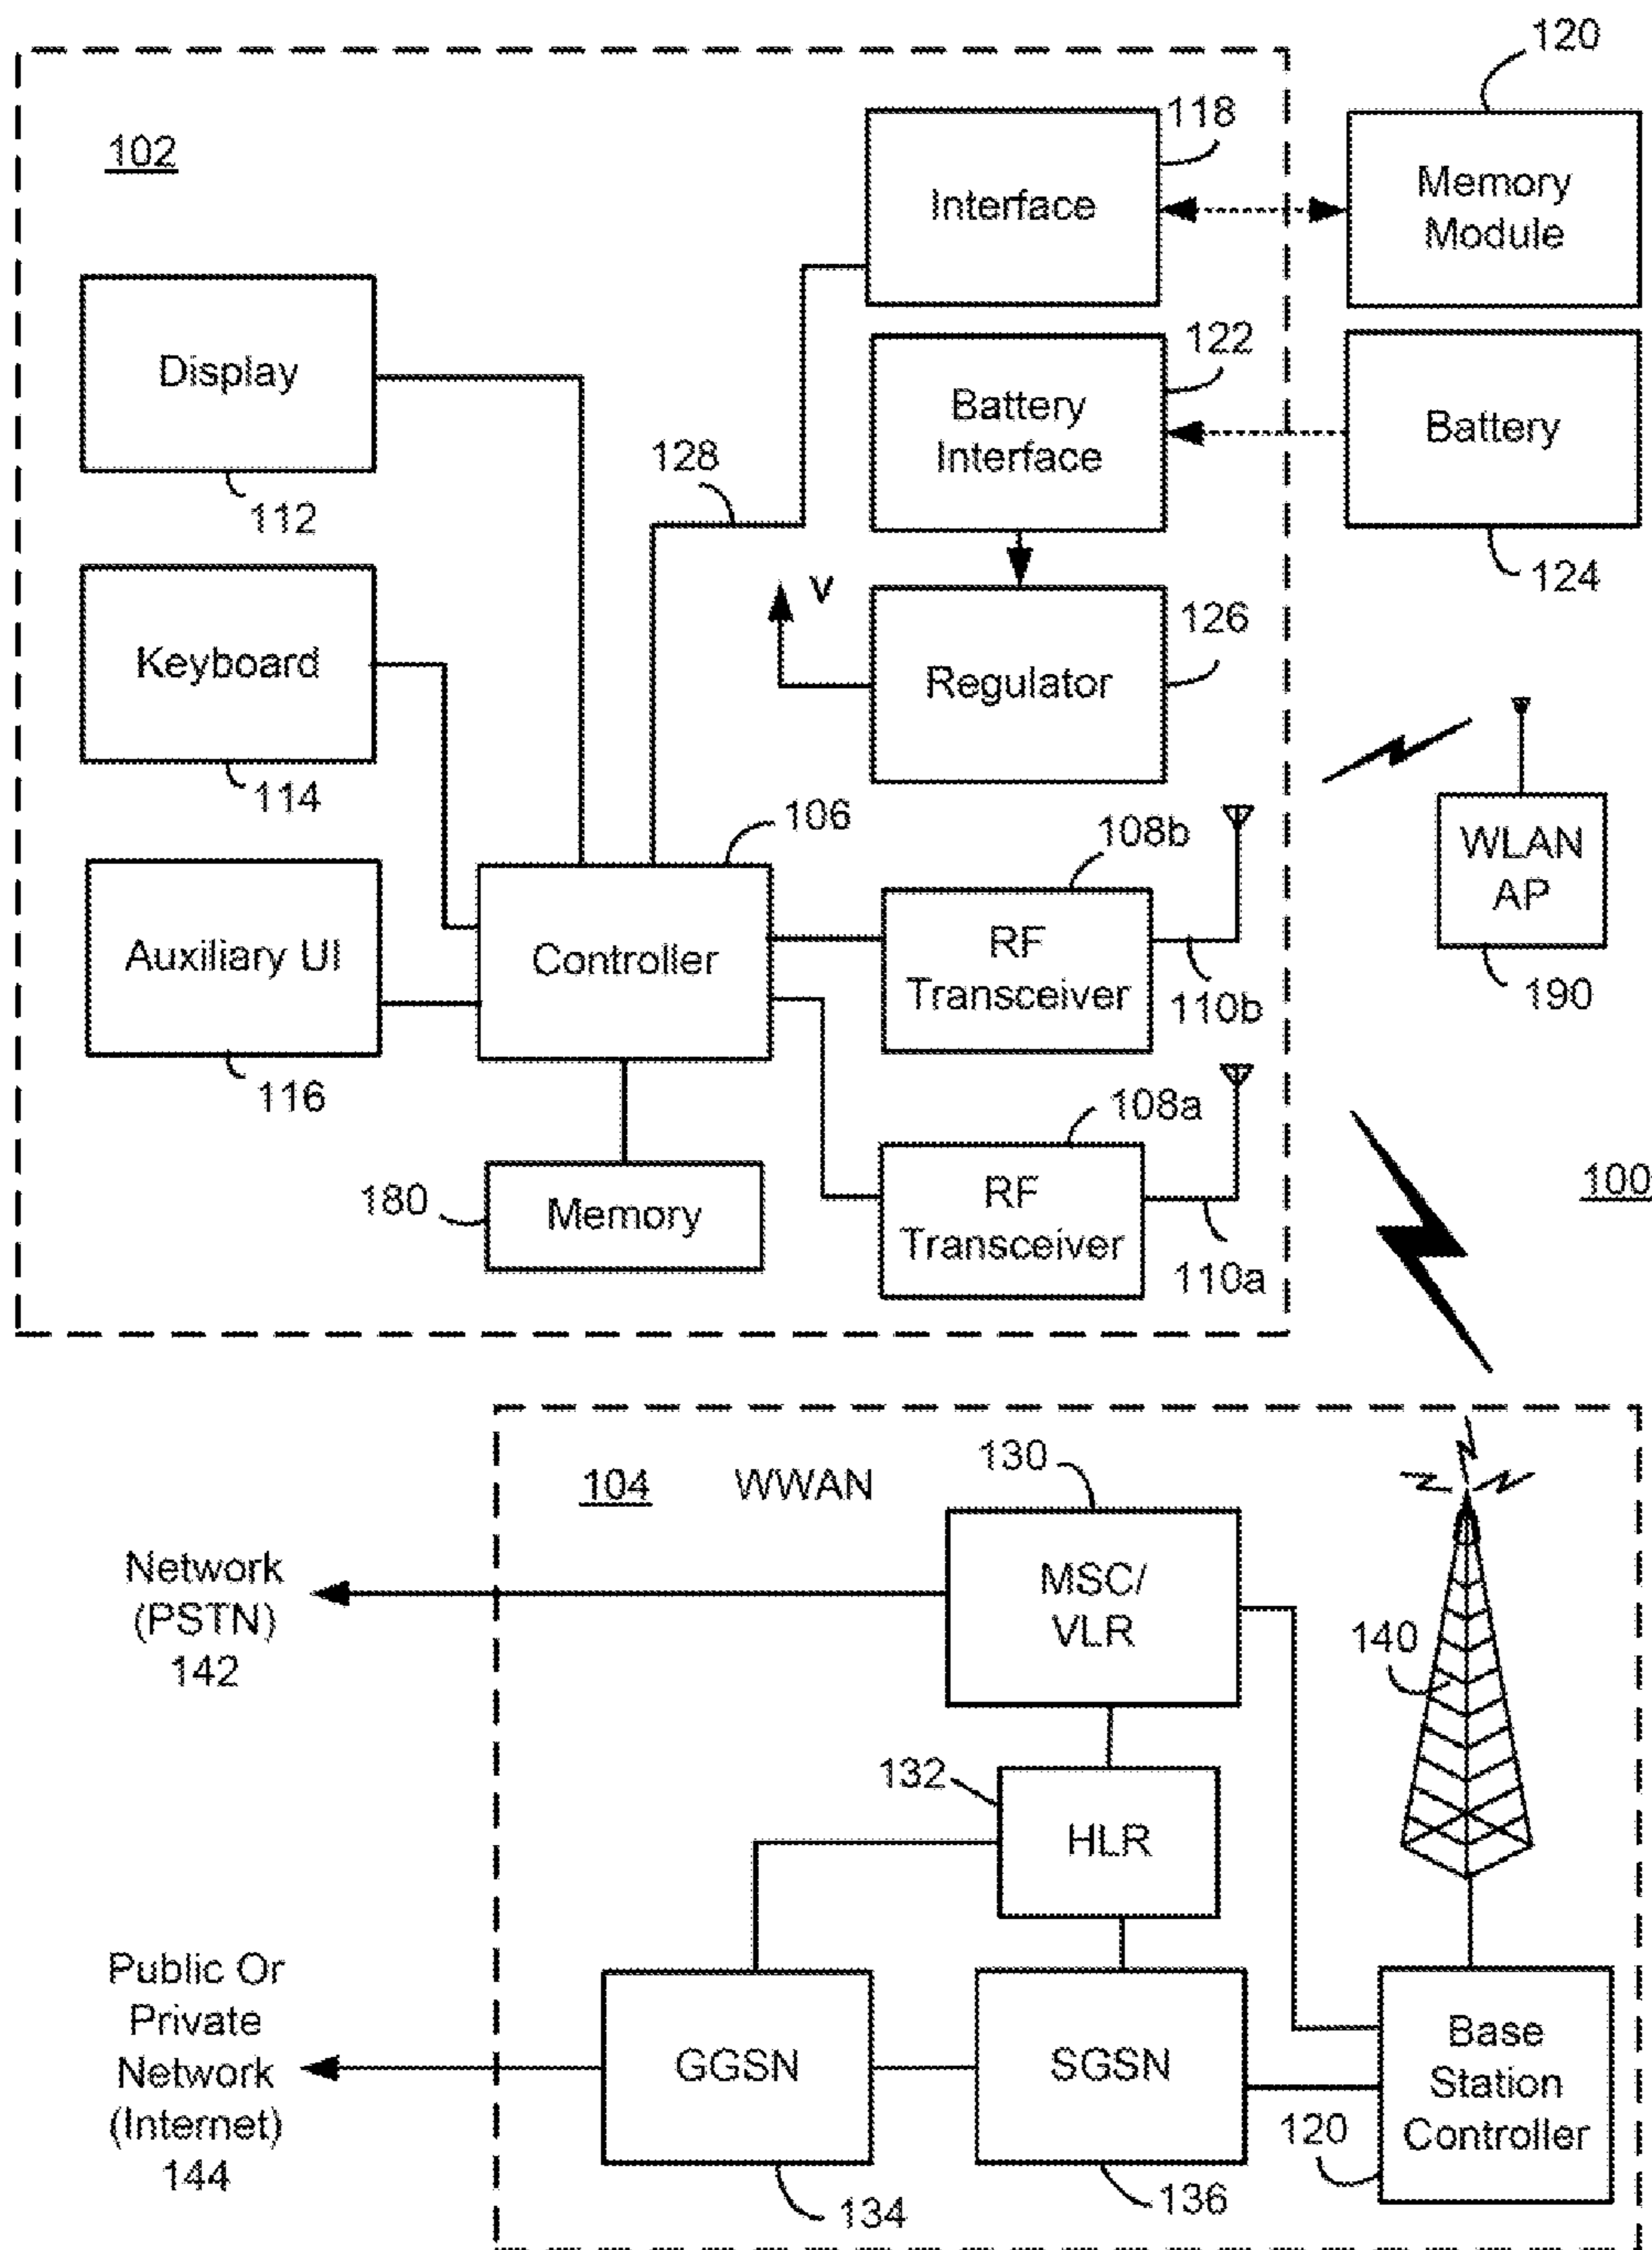 120
118
102
Interface
Memory
Module
Display
122
Battery
Interface
Battery
128
112
124
V
126
Keyboard
Regulator
114
106
108b
WLAN
AP
Auxiliary UI
Controller
RF
Transceiver
110b
190
116
108a
100
180
Memory
RF
Transceiver
110a
104
WWAN
130
Network
(PSTN)
142
MSC/
VLR
140
132
HLR
Public Or
Private
Network
(Internet)
144
GGSN
SGSN
Base
Station
Controller
120
134
136